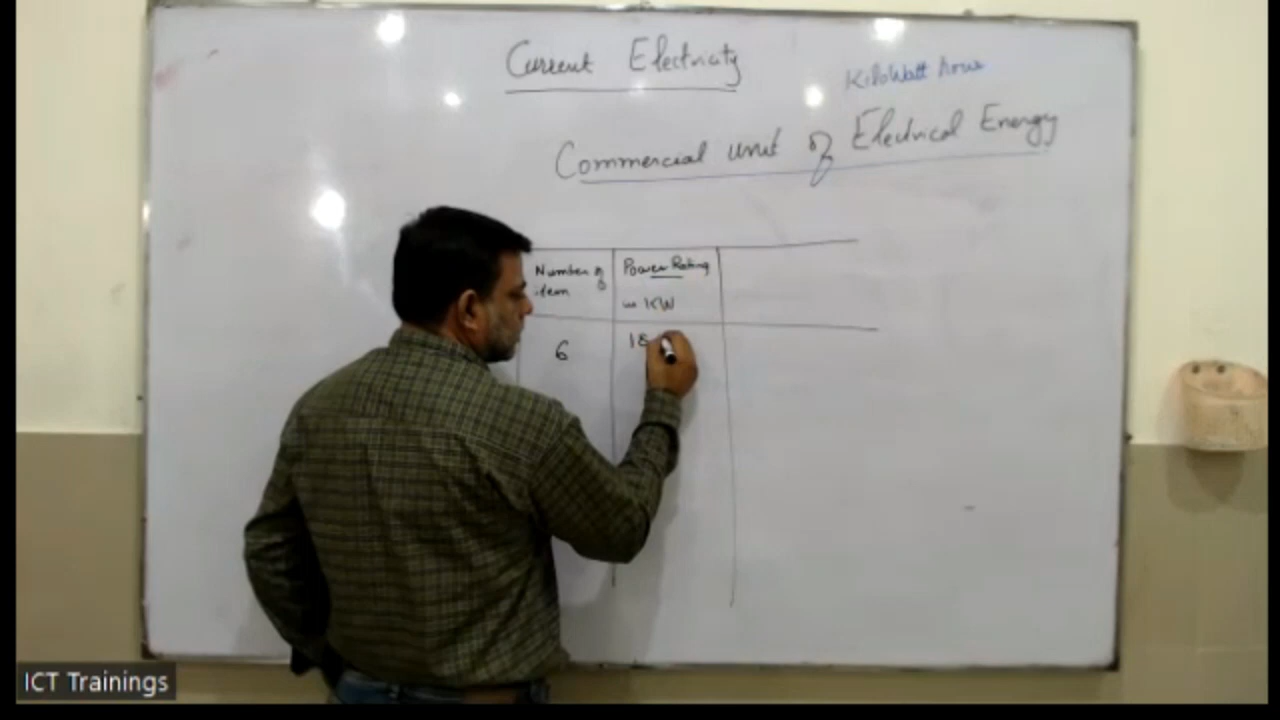 Current Electricity
KiloWatt hour
Commercial unit of Electrical Energy
Number of item
Power Rating
in KW
6
18
ICT Trainings